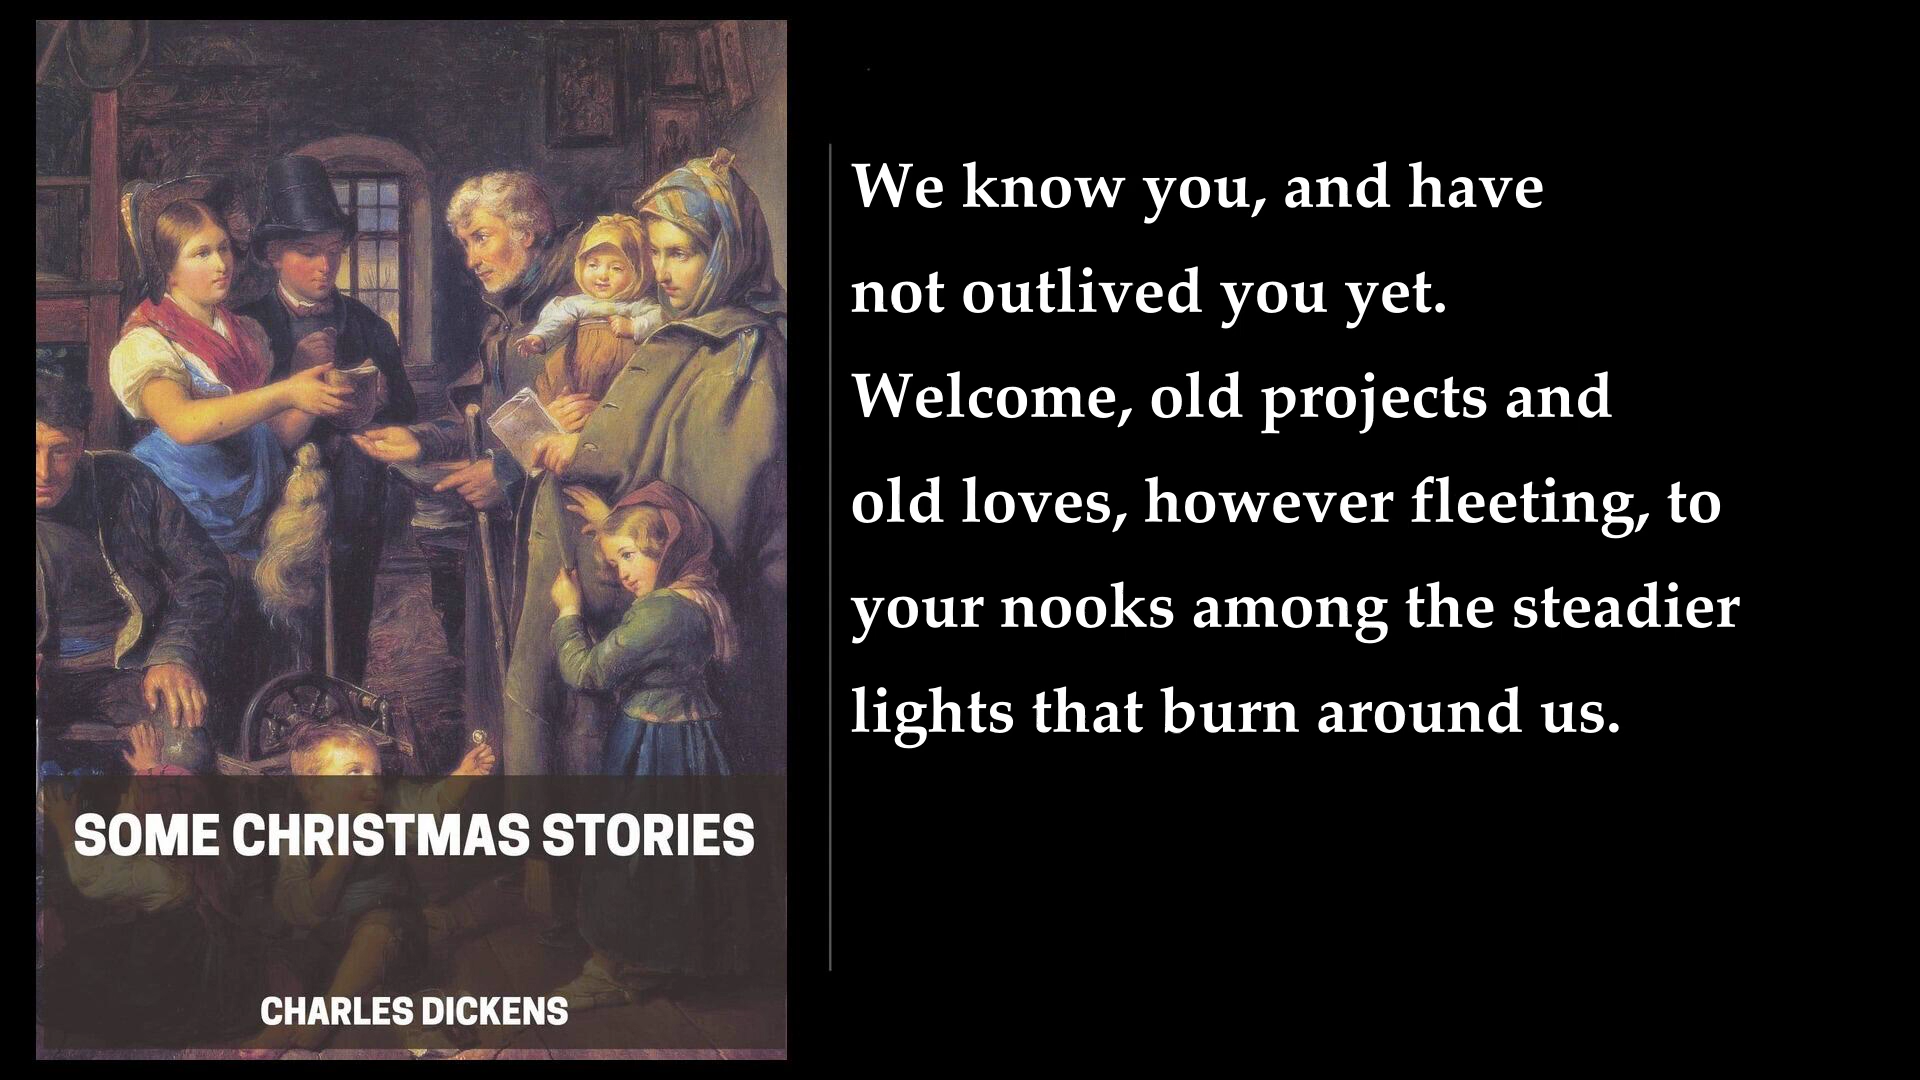 SOME CHRISTMAS STORIES
CHARLES DICKENS
We know you, and have
not outlived you yet.
Welcome, old projects and
old loves, however fleeting, to
your nooks among the steadier
lights that burn around us.